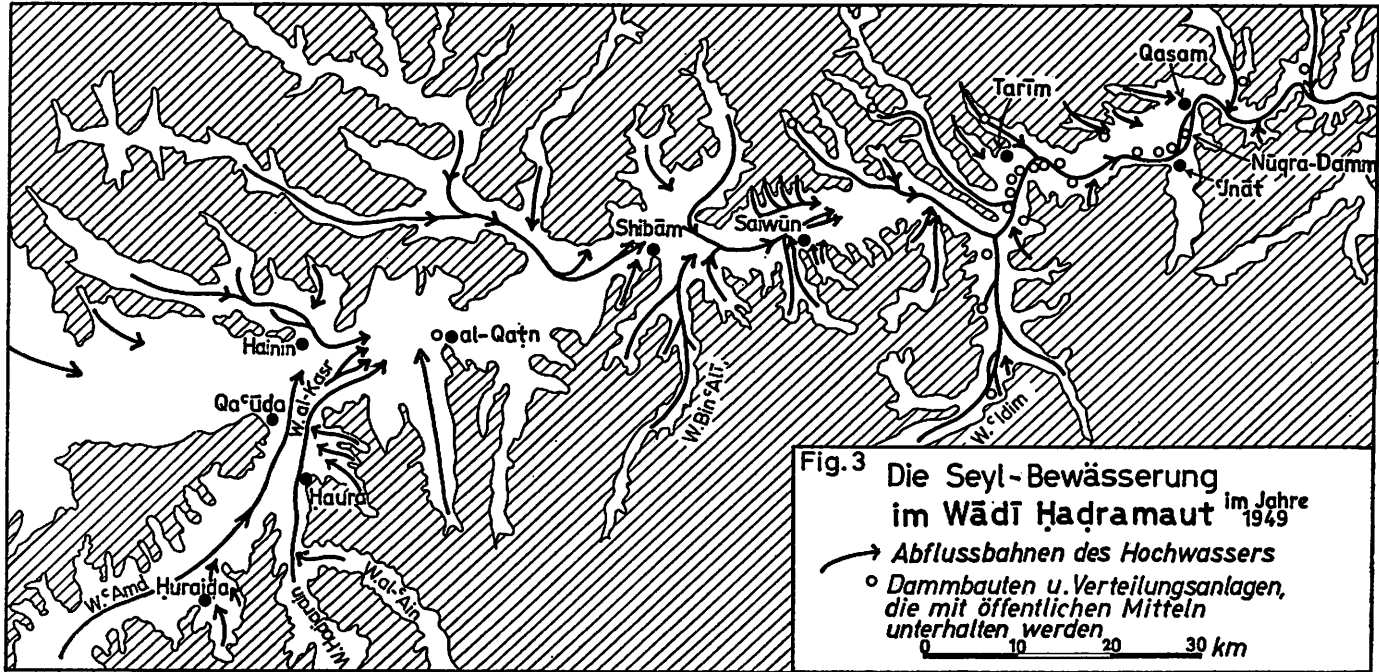 Qasam
Tarīm
Nūqra-Damm
ʿInāt
Shibām
Saiwūn
al-Qaṭn
Hainin
W. al-Kasr
Qaʿūda
W. Bin ʿAlī
W. ʿIdim
Ḥaura
W. al-ʿAin
W. Hagarain
W. ʿAmd
Ḥuraiḍa
Fig. 3
Die Seyl-Bewässerung
im Wādī Ḥaḍramaut im Jahre 1949
Abflussbahnen des Hochwassers
Dammbauten u. Verteilungsanlagen,
die mit öffentlichen Mitteln
unterhalten werden
0 10 20 30 km